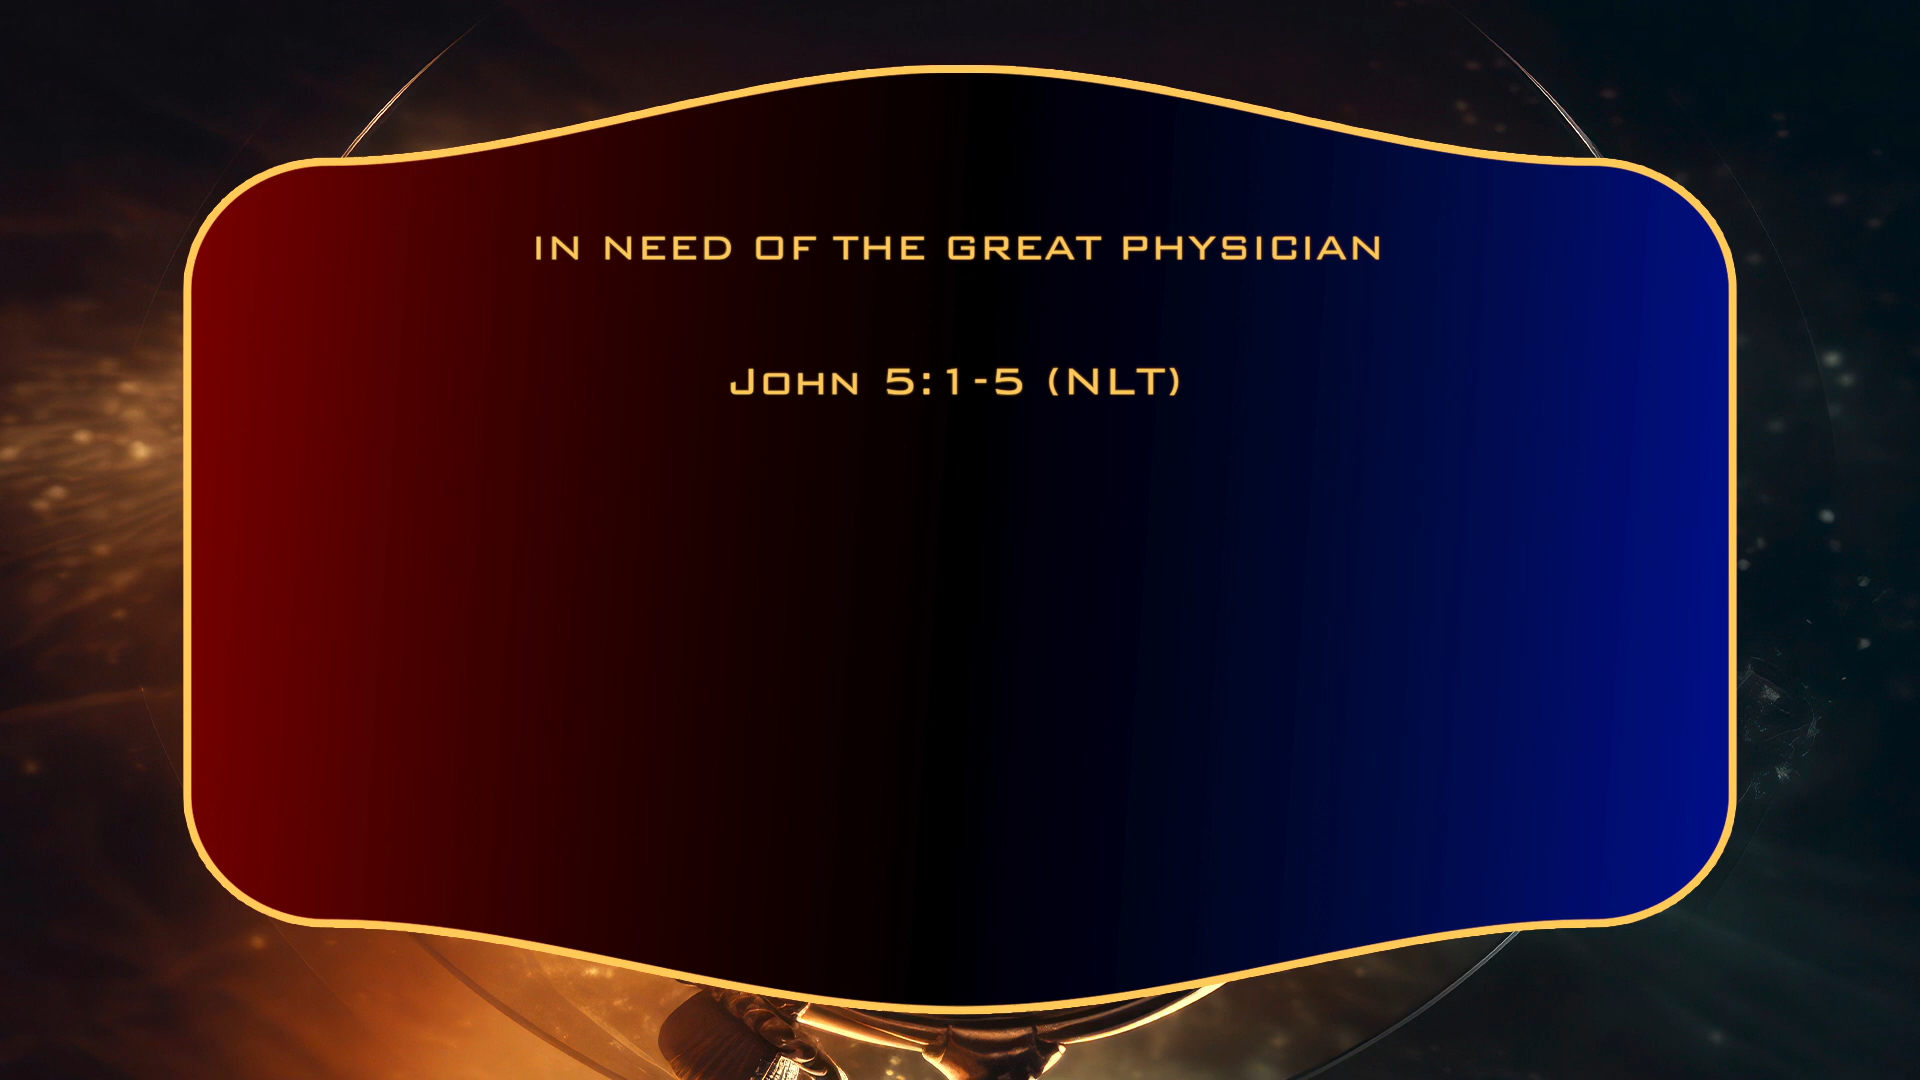 IN NEED OF THE GREAT PHYSICIAN
John 5:1-5 (NLT)